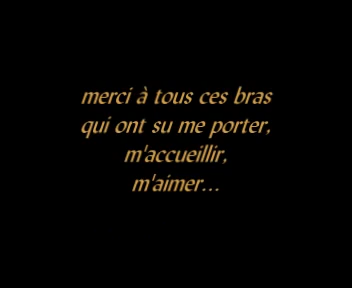 merci à tous ces bras
qui ont su me porter,
m'accueillir,
m'aimer...